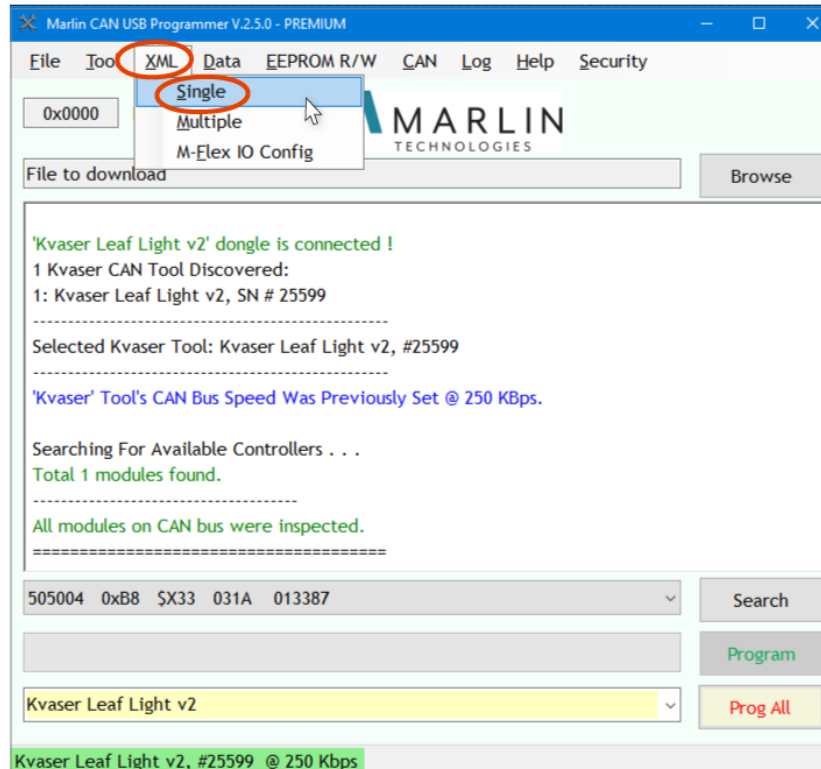 Marlin CAN USB Programmer V.2.5.0 - PREMIUM
File Tool XML Data EEPROM R/W CAN Log Help Security
Single
Multiple
M-Flex IO Config
0x0000
MARLIN
TECHNOLOGIES
File to download
Browse
'Kvaser Leaf Light v2' dongle is connected !
1 Kvaser CAN Tool Discovered:
1: Kvaser Leaf Light v2, SN # 25599
--------------------------------------------------
Selected Kvaser Tool: Kvaser Leaf Light v2, #25599
--------------------------------------------------
'Kvaser' Tool's CAN Bus Speed Was Previously Set @ 250 KBps.
Searching For Available Controllers . . .
Total 1 modules found.
-------------------------------------
All modules on CAN bus were inspected.
======================================
505004 0xB8 $X33 031A 013387
Search
Program
Kvaser Leaf Light v2
Prog All
Kvaser Leaf Light v2, #25599 @ 250 Kbps